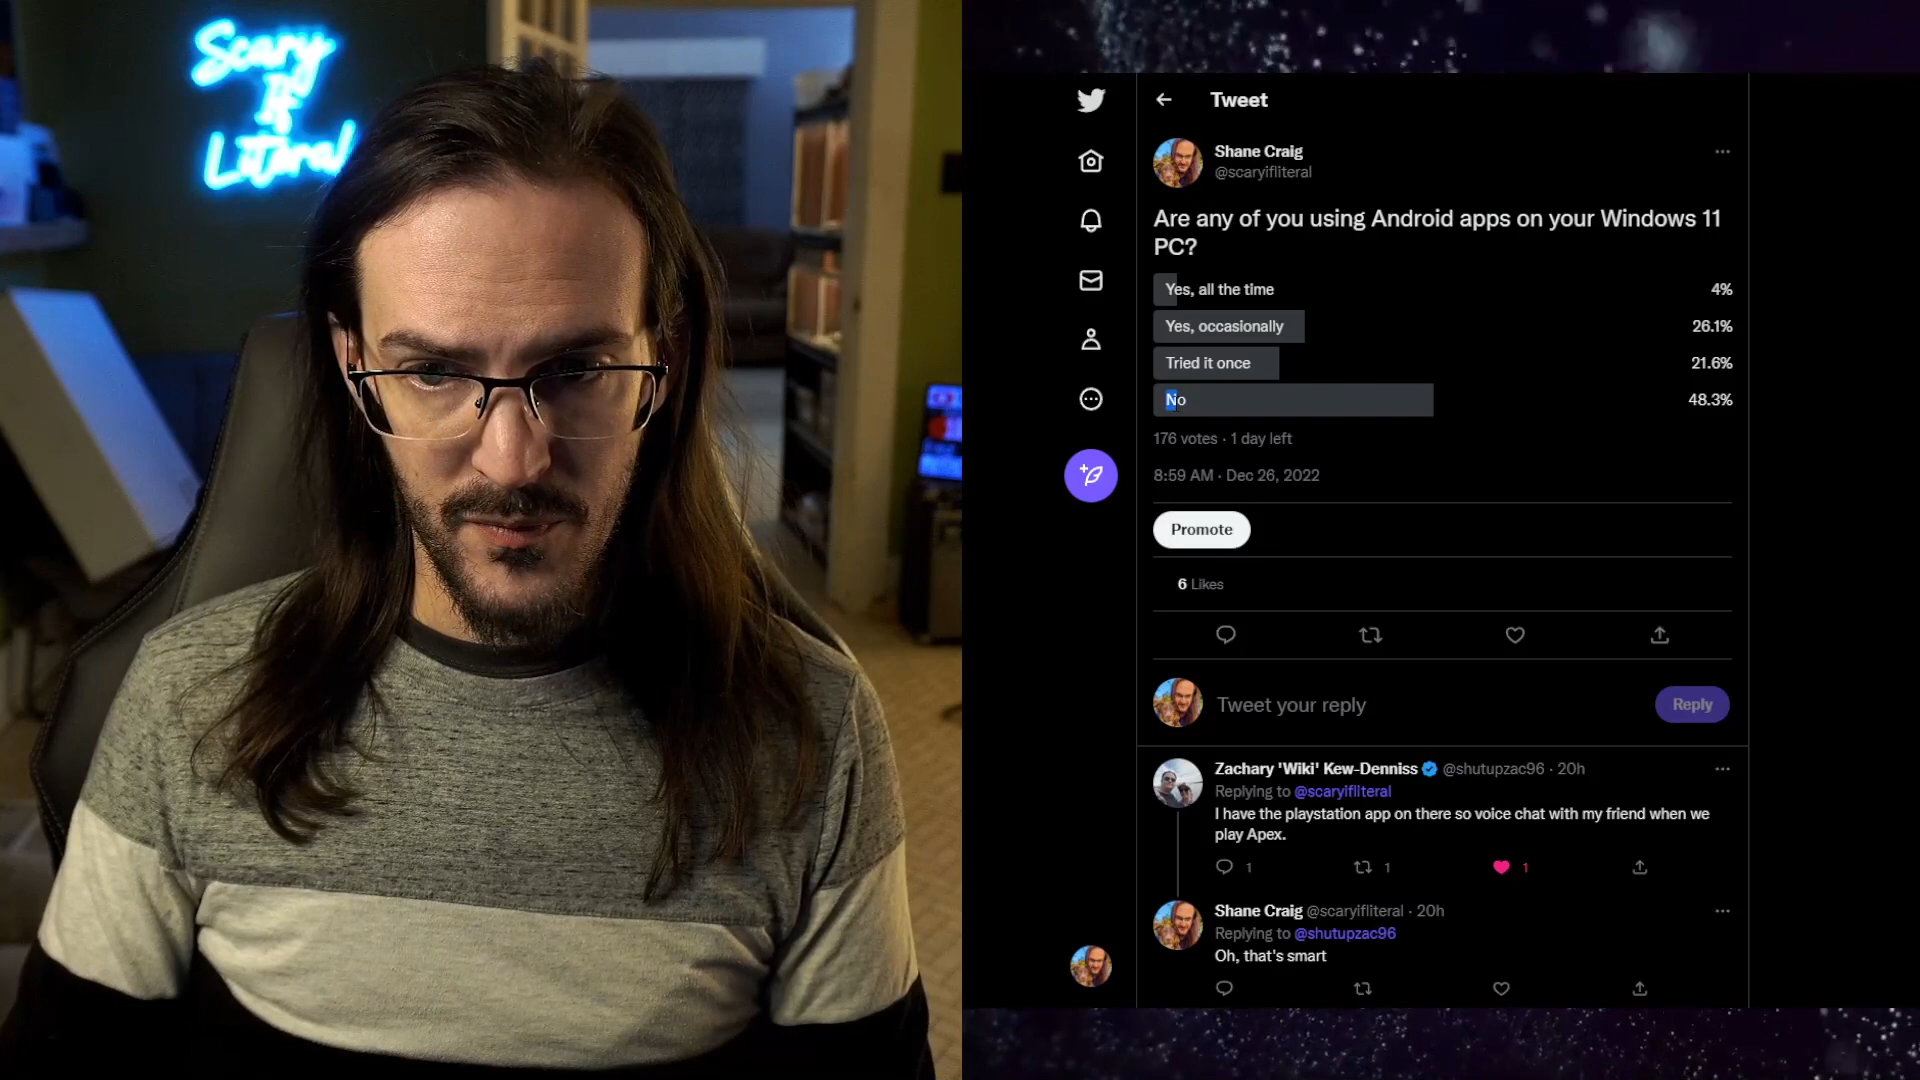 Scary
If
Literal
Tweet
Shane Craig
@scaryifliteral
Are any of you using Android apps on your Windows 11
PC?
Yes, all the time 4%
Yes, occasionally 26.1%
Tried it once 21.6%
No 48.3%
176 votes · 1 day left
8:59 AM · Dec 26, 2022
Promote
6 Likes
Tweet your reply Reply
Zachary 'Wiki' Kew-Denniss @shutupzac96 · 20h
Replying to @scaryifliteral
I have the playstation app on there so voice chat with my friend when we
play Apex.
1 1 1
Shane Craig @scaryifliteral · 20h
Replying to @shutupzac96
Oh, that's smart